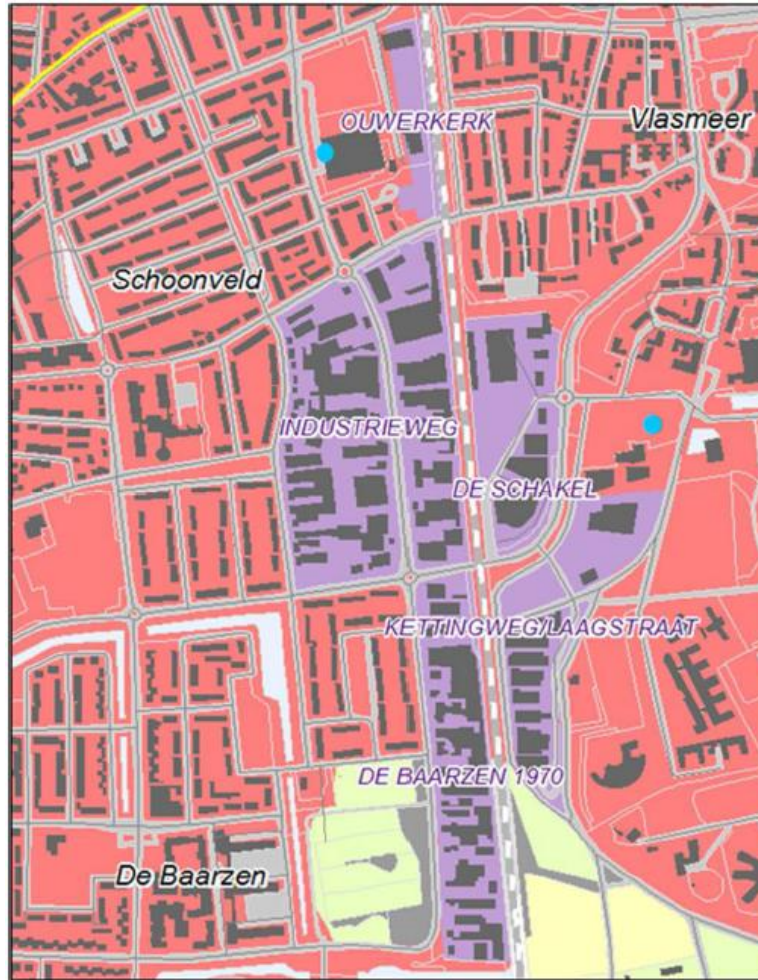 OUWERKERK
Vlasmeer
Schoonveld
INDUSTRIEWEG
DE SCHAKEL
KETTINGWEG/LAAGSTRAAT
DE BAARZEN 1970
De Baarzen